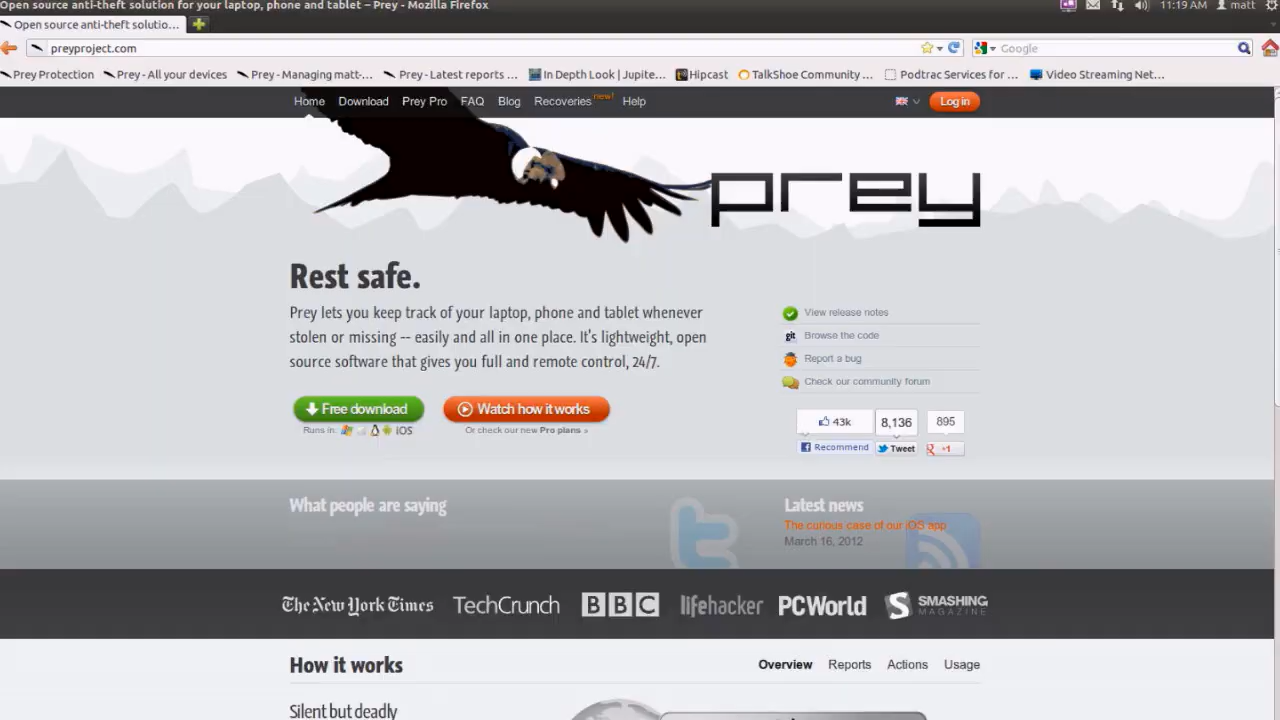 Open source anti-theft solution for your laptop, phone and tablet – Prey - Mozilla Firefox
11:19 AM matt
Open source anti-theft solutio...
preyproject.com
Google
Prey Protection
Prey - All your devices
Prey - Managing matt-...
Prey - Latest reports ...
In Depth Look | Jupite...
Hipcast
TalkShoe Community ...
Podtrac Services for ...
Video Streaming Net...
Home Download Prey Pro FAQ Blog Recoveries new! Help
Log in
prey
Rest safe.
Prey lets you keep track of your laptop, phone and tablet whenever
stolen or missing -- easily and all in one place. It's lightweight, open
source software that gives you full and remote control, 24/7.
Free download
Watch how it works
Runs in: iOS
Or check our new Pro plans »
View release notes
git Browse the code
Report a bug
Check our community forum
43k 8,136 895
Recommend Tweet +1
What people are saying
Latest news
The curious case of our iOS app
March 16, 2012
The New York Times TechCrunch BBC lifehacker PCWorld SMASHING MAGAZINE
How it works
Overview Reports Actions Usage
Silent but deadly